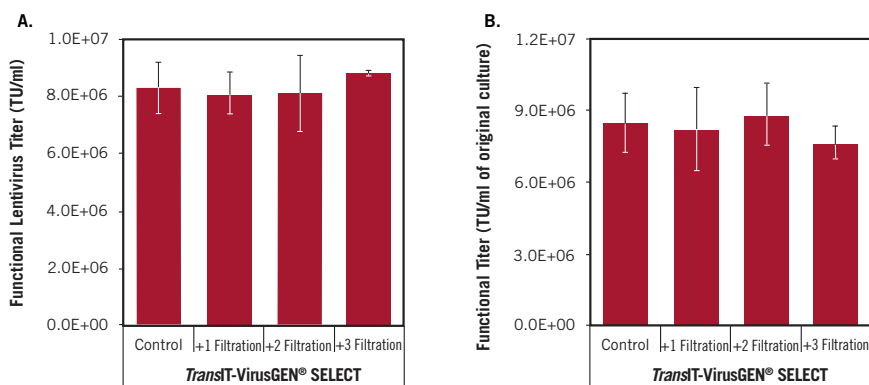 A.
Functional Lentivirus Titer (TU/ml)
1.0E+07
8.0E+06
6.0E+06
4.0E+06
2.0E+06
0.0E+00
Control
+1 Filtration
+2 Filtration
+3 Filtration
TransIT-VirusGEN® SELECT
B.
Functional Titer (TU/ml of original culture)
1.2E+07
9.0E+06
6.0E+06
3.0E+06
0.0E+00
Control
+1 Filtration
+2 Filtration
+3 Filtration
TransIT-VirusGEN® SELECT